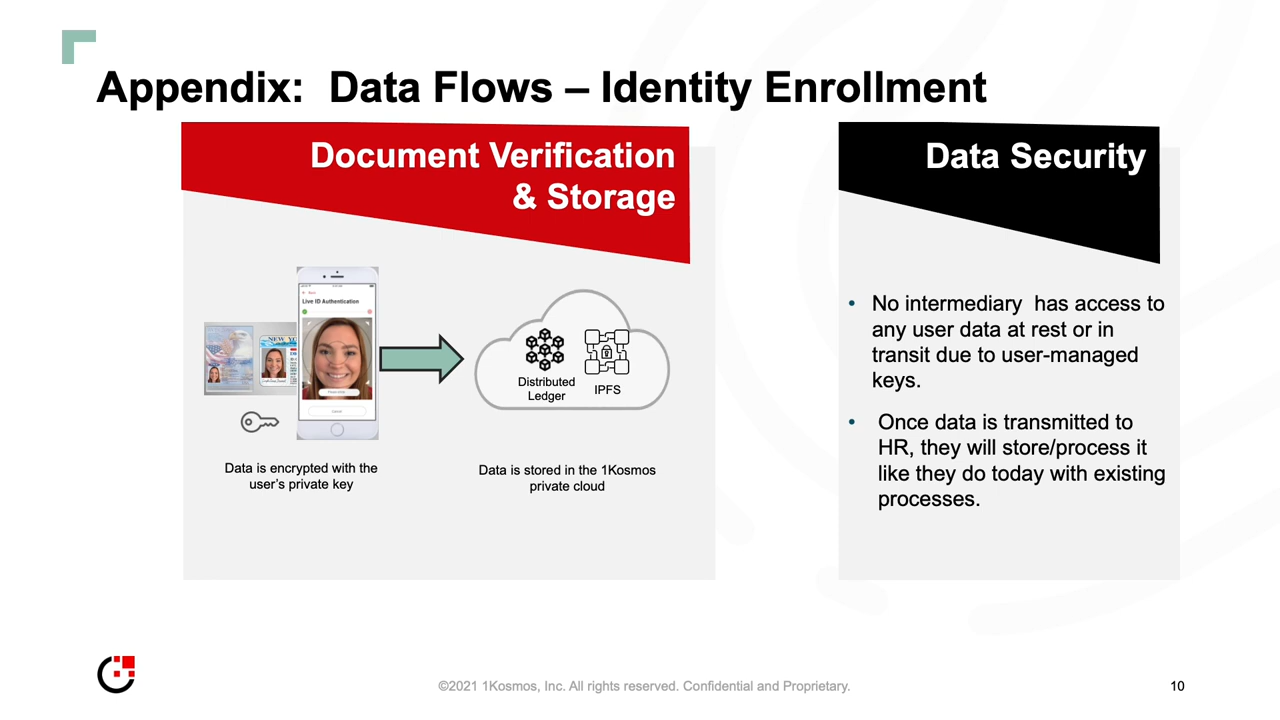 Appendix:  Data Flows – Identity Enrollment
Document Verification
& Storage
Live ID Authentication
NEW YO
Distributed
Ledger
IPFS
Data is encrypted with the
user's private key
Data is stored in the 1Kosmos
private cloud
Data Security
• No intermediary  has access to
any user data at rest or in
transit due to user-managed
keys.
• Once data is transmitted to
HR, they will store/process it
like they do today with existing
processes.
©2021 1Kosmos, Inc. All rights reserved. Confidential and Proprietary.
10